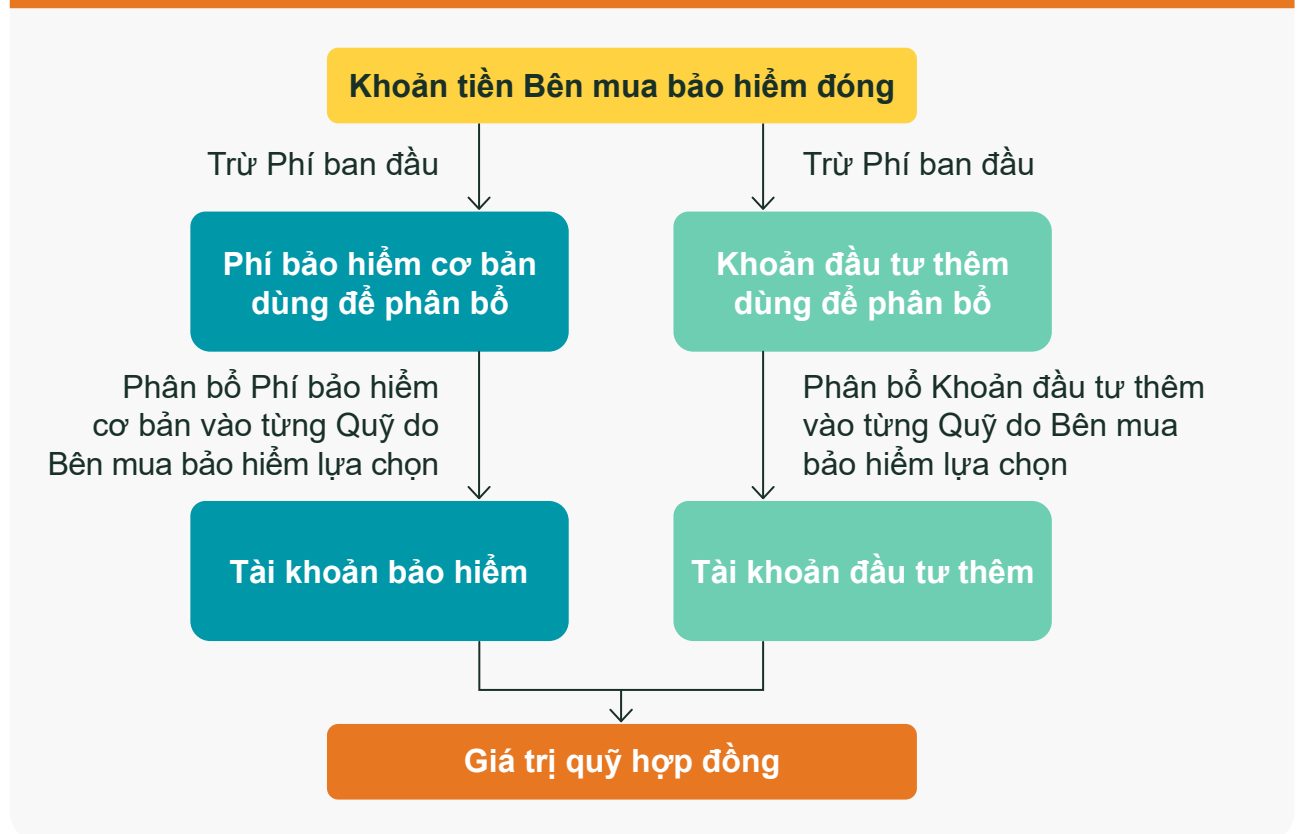 Khoản tiền Bên mua bảo hiểm đóng
Trừ Phí ban đầu
Trừ Phí ban đầu
Phí bảo hiểm cơ bản
dùng để phân bổ
Khoản đầu tư thêm
dùng để phân bổ
Phân bổ Phí bảo hiểm
cơ bản vào từng Quỹ do
Bên mua bảo hiểm lựa chọn
Phân bổ Khoản đầu tư thêm
vào từng Quỹ do Bên mua
bảo hiểm lựa chọn
Tài khoản bảo hiểm
Tài khoản đầu tư thêm
Giá trị quỹ hợp đồng